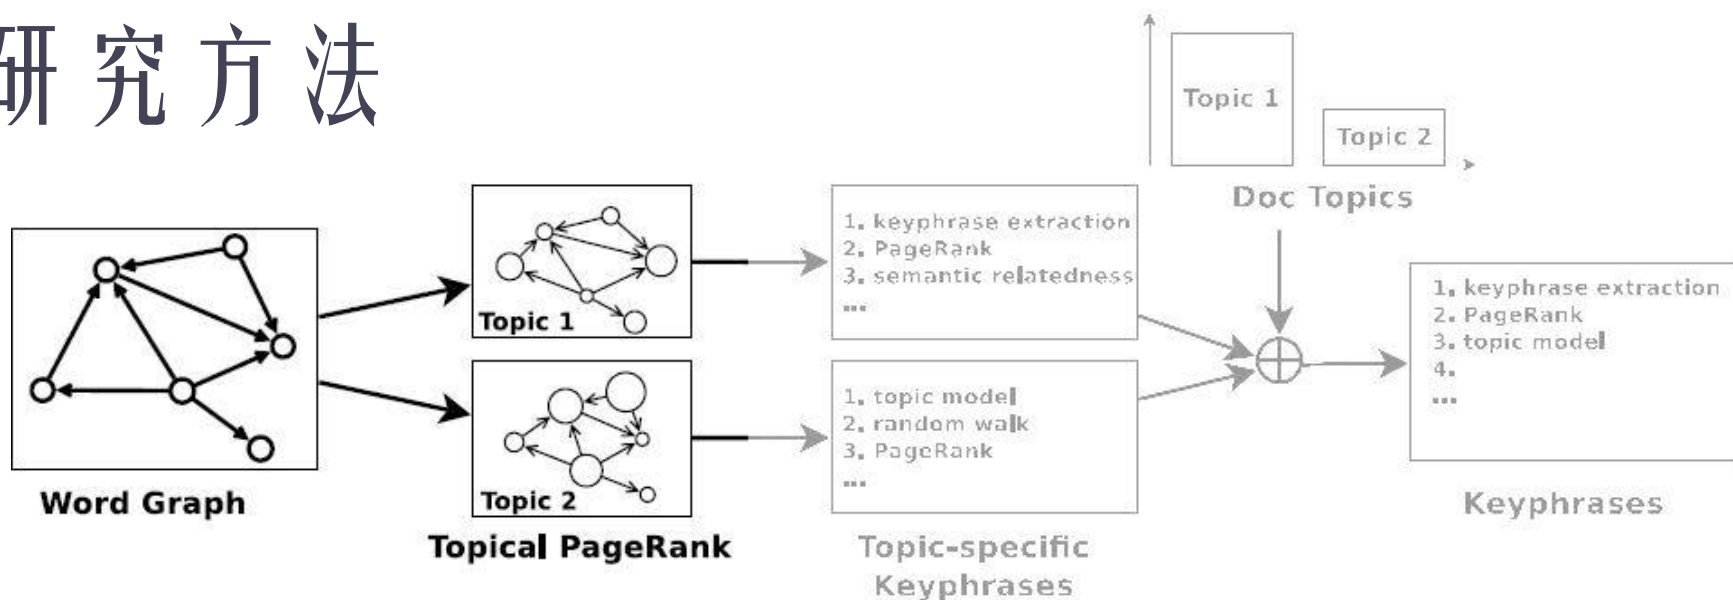 研究方法
Word Graph
Topic 1
Topic 2
Topical PageRank
1. keyphrase extraction
2. PageRank
3. semantic relatedness
...
1. topic model
2. random walk
3. PageRank
...
Topic-specific
Keyphrases
Topic 1
Topic 2
Doc Topics
1. keyphrase extraction
2. PageRank
3. topic model
4.
...
Keyphrases